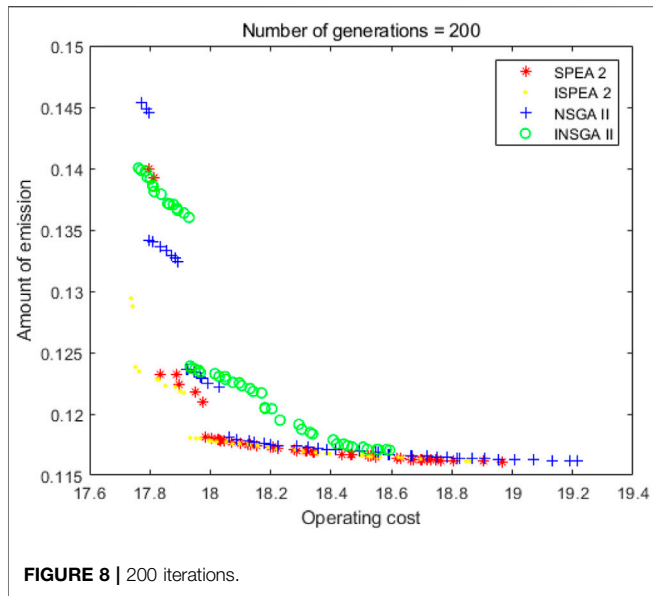 Number of generations = 200
0.15
0.145
0.14
0.135
0.13
0.125
0.12
0.115
Amount of emission
SPEA 2
ISPEA 2
NSGA II
INSGA II
17.6 17.8 18 18.2 18.4 18.6 18.8 19 19.2 19.4
Operating cost
FIGURE 8 | 200 iterations.